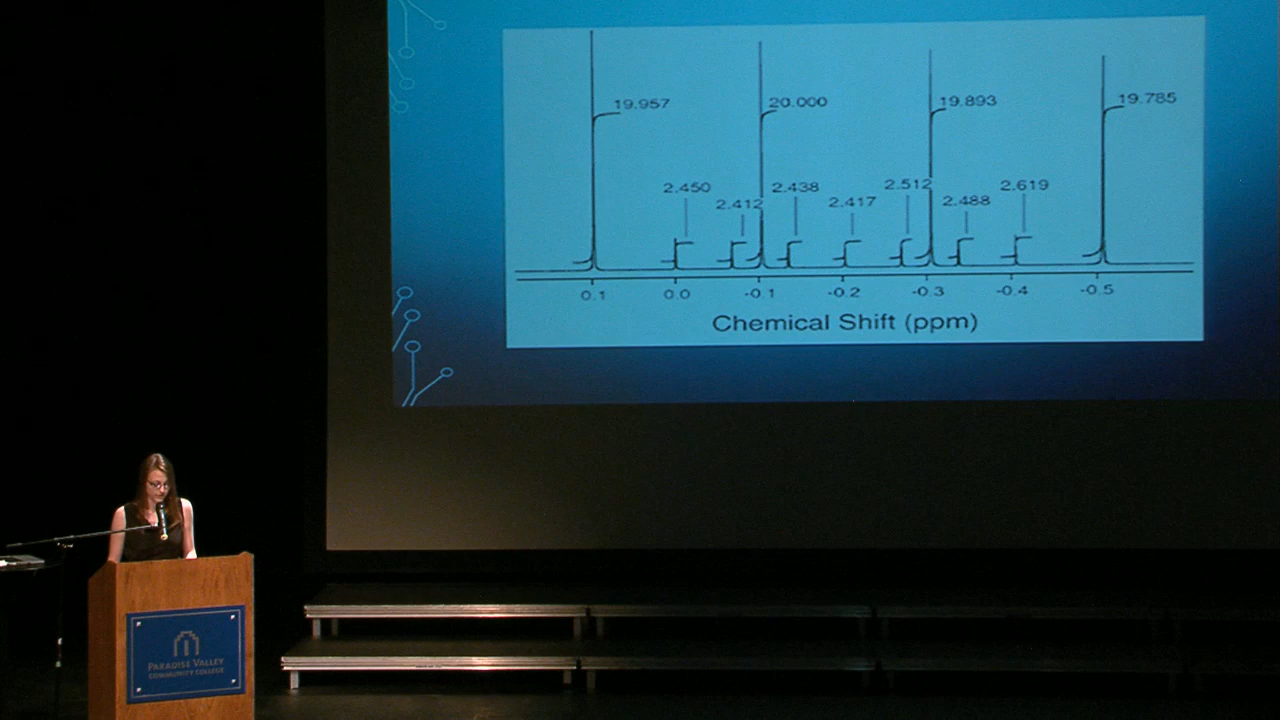 19.957 20.000 19.893 19.785
2.450 2.438 2.512 2.619
2.412 2.417 2.488
0.1 0.0 -0.1 -0.2 -0.3 -0.4 -0.5
Chemical Shift (ppm)
PARADISE VALLEY
COMMUNITY COLLEGE